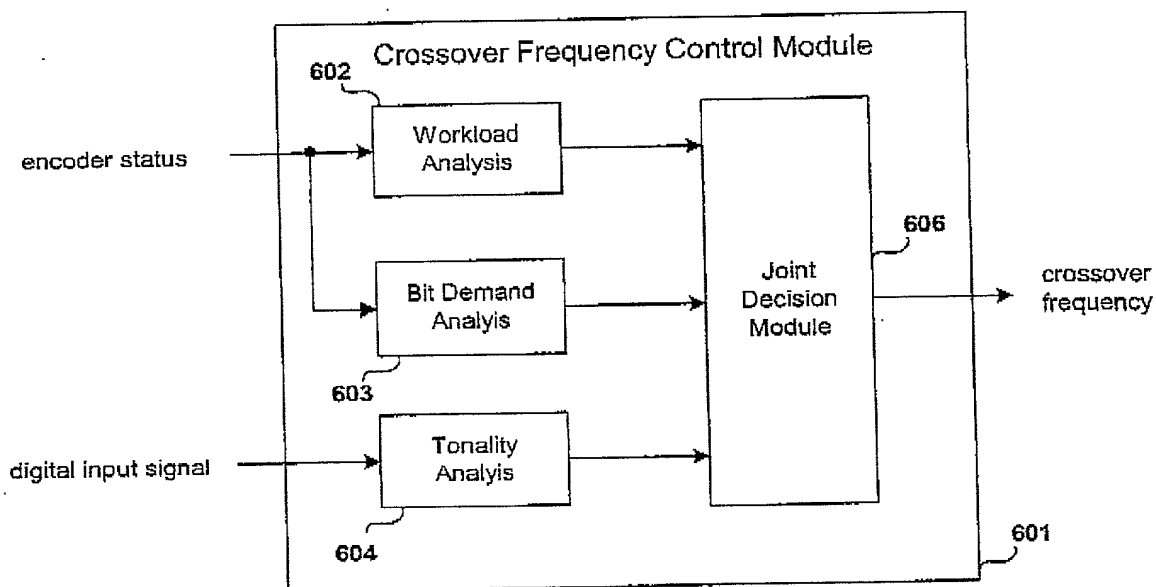 Crossover Frequency Control Module
602
Workload
Analysis
encoder status
606
Bit Demand
Analyis
Joint
Decision
Module
crossover
frequency
603
Tonality
Analyis
digital input signal
604
601